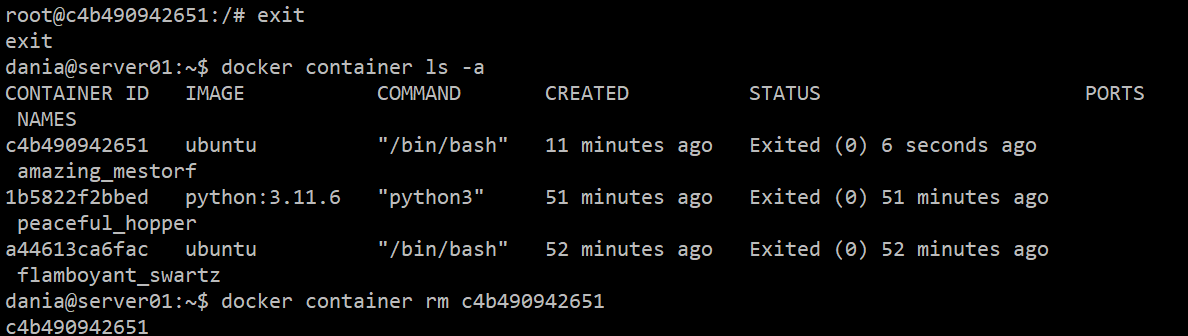 root@c4b490942651:/# exit
exit
dania@server01:~$ docker container ls -a
CONTAINER ID   IMAGE           COMMAND       CREATED          STATUS                      PORTS
 NAMES
c4b490942651   ubuntu          "/bin/bash"   11 minutes ago   Exited (0) 6 seconds ago
 amazing_mestorf
1b5822f2bbed   python:3.11.6   "python3"     51 minutes ago   Exited (0) 51 minutes ago
 peaceful_hopper
a44613ca6fac   ubuntu          "/bin/bash"   52 minutes ago   Exited (0) 52 minutes ago
 flamboyant_swartz
dania@server01:~$ docker container rm c4b490942651
c4b490942651